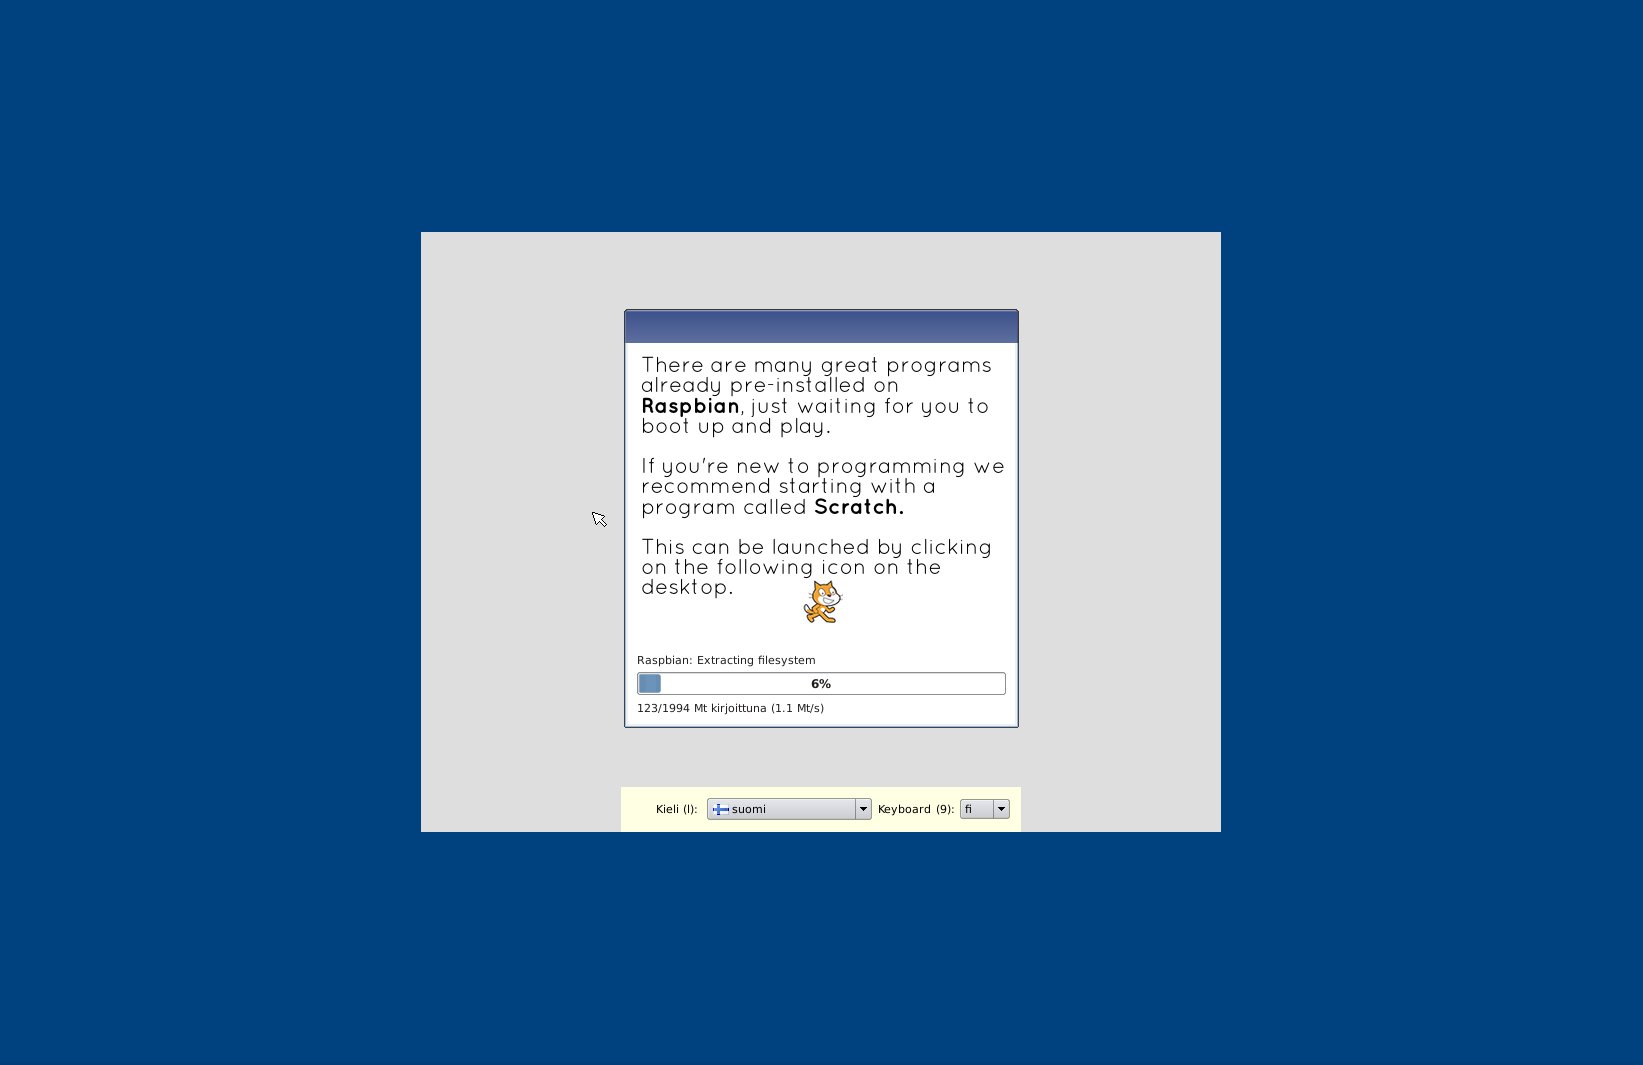 There are many great programs
already pre-installed on
Raspbian, just waiting for you to
boot up and play.
If you're new to programming we
recommend starting with a
program called Scratch.
This can be launched by clicking
on the following icon on the
desktop.
Raspbian: Extracting filesystem
6%
123/1994 Mt kirjoittuna (1.1 Mt/s)
Kieli (l): suomi Keyboard (9): fi